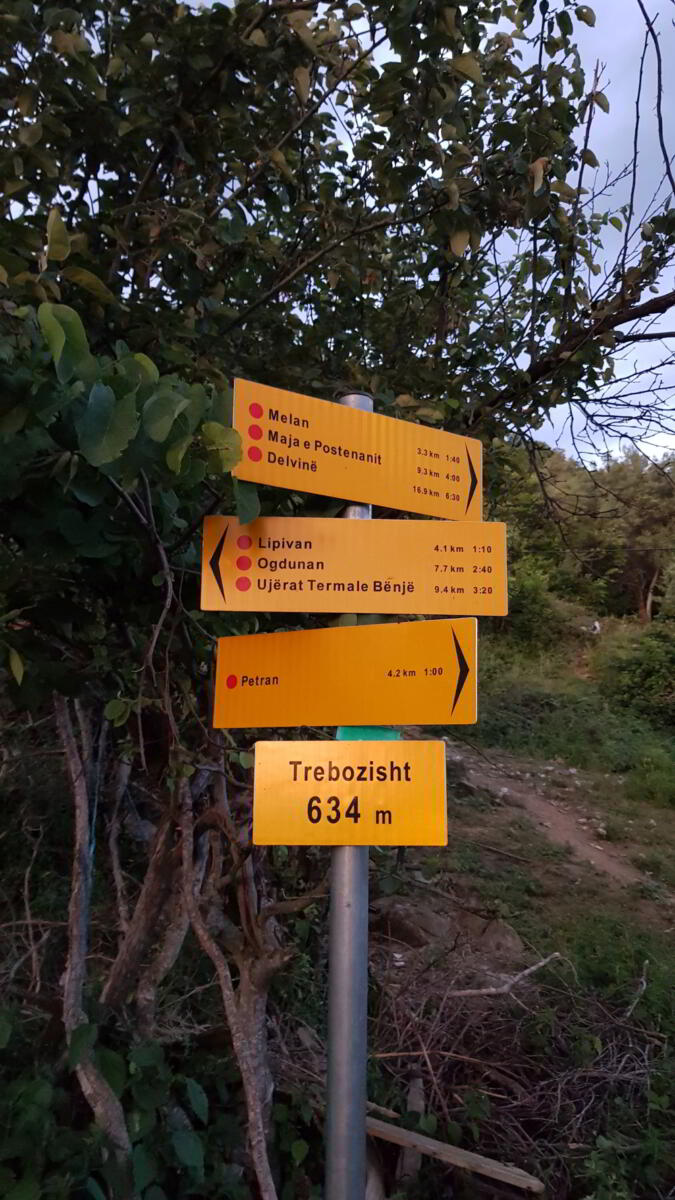 Melan 3.3 km 1:40
Maja e Postenanit 9.3 km 4:00
Delvinë 16.9 km 6:30
Lipivan 4.1 km 1:10
Ogdunan 7.7 km 2:40
Ujërat Termale Bënjë 9.4 km 3:20
Petran 4.2 km 1:00
Trebozisht
634 m